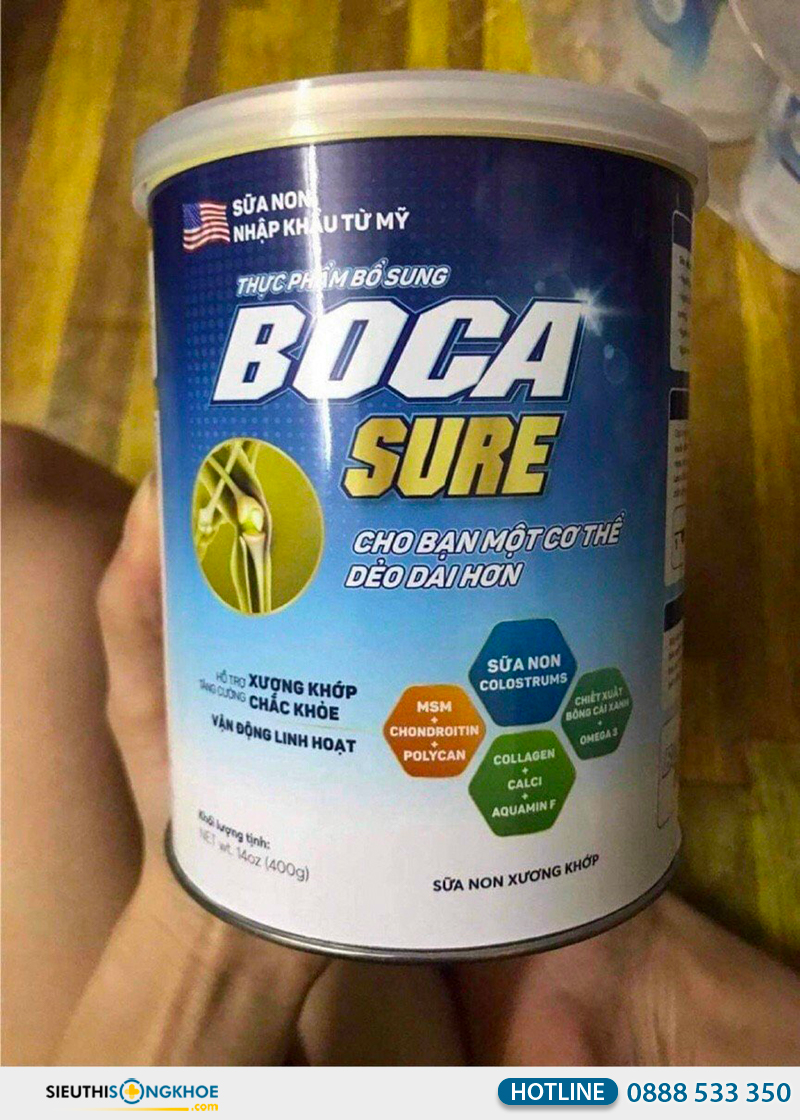 SỮA NON
NHẬP KHẨU TỪ MỸ
THỰC PHẨM BỔ SUNG
BOCA
SURE
CHO BẠN MỘT CƠ THỂ
DẺO DAI HƠN
HỖ TRỢ
TĂNG CƯỜNG
XƯƠNG KHỚP
CHẮC KHỎE
VẬN ĐỘNG LINH HOẠT
SỮA NON
COLOSTRUMS
MSM
+
CHONDROITIN
+
POLYCAN
CHIẾT XUẤT
BÔNG CẢI XANH
+
OMEGA 3
COLLAGEN
+
CALCI
+
AQUAMIN F
Khối lượng tịnh:
NET wt. 14oz (400g)
SỮA NON XƯƠNG KHỚP
SIEUTHISONGKHOE
.com
HOTLINE 0888 533 350